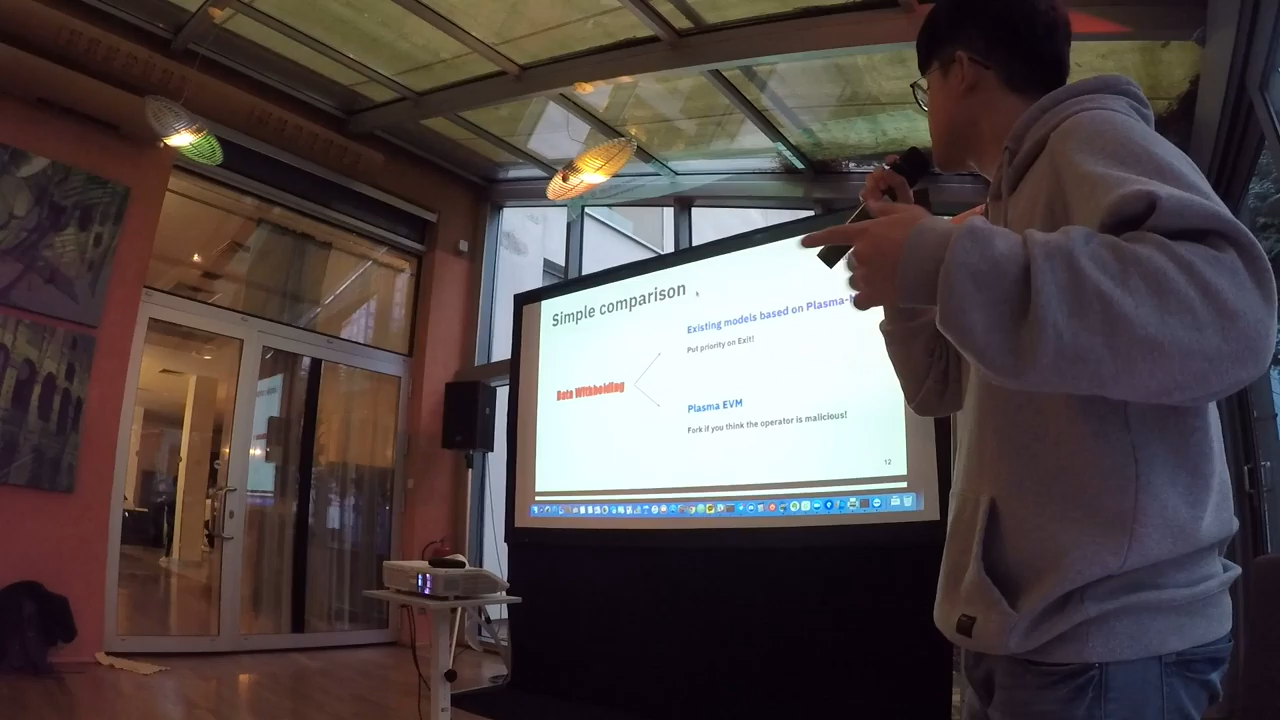 Simple comparison
Existing models based on Plasma-
Put priority on Exit!
Data Withholding
Plasma EVM
Fork if you think the operator is malicious!
12